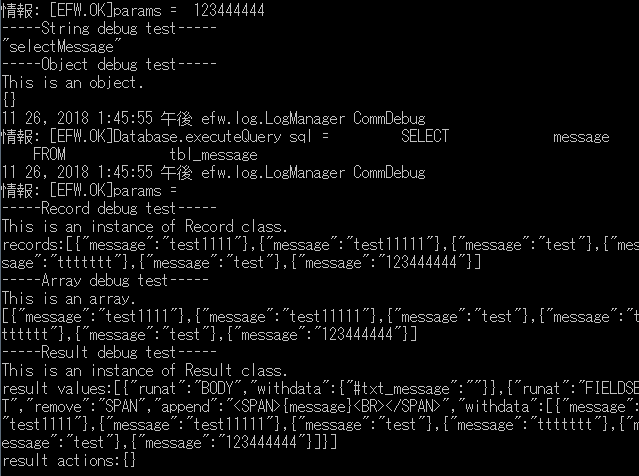 情報: [EFW.OK]params =  123444444
-----String debug test-----
"selectMessage"
-----Object debug test-----
This is an object.
{}
11 26, 2018 1:45:55 午後 efw.log.LogManager CommDebug
情報: [EFW.OK]Database.executeQuery sql =         SELECT             message
    FROM             tbl_message
11 26, 2018 1:45:55 午後 efw.log.LogManager CommDebug
情報: [EFW.OK]params =
-----Record debug test-----
This is an instance of Record class.
records:[{"message":"test1111"},{"message":"test11111"},{"message":"test"},{"mes
sage":"ttttttt"},{"message":"test"},{"message":"123444444"}]
-----Array debug test-----
This is an array.
[{"message":"test1111"},{"message":"test11111"},{"message":"test"},{"message":"t
tttttt"},{"message":"test"},{"message":"123444444"}]
-----Result debug test-----
This is an instance of Result class.
result values:[{"runat":"BODY","withdata":{"#txt_message":""}},{"runat":"FIELDSE
T","remove":"SPAN","append":"<SPAN>{message}<BR></SPAN>","withdata":[{"message":
"test1111"},{"message":"test11111"},{"message":"test"},{"message":"ttttttt"},{"m
essage":"test"},{"message":"123444444"}]}]
result actions:{}